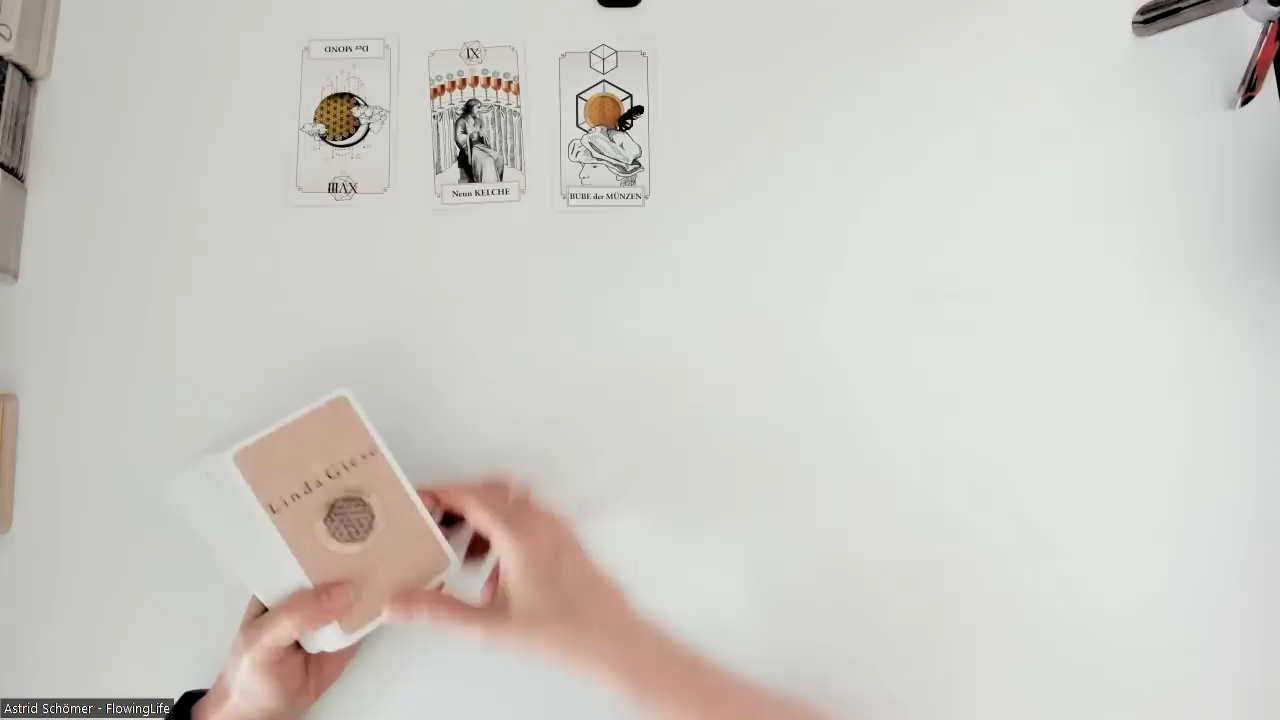 Der MOND
XVIII
IX
Neun KELCHE
BUBE der MÜNZEN
Linda Giese
Astrid Schömer - FlowingLife